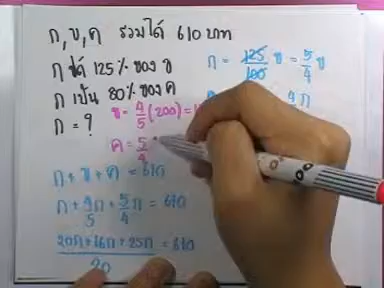 ก,ข,ค รวมได้ 610 บาท
ก ได้ 125% ของ ข
ก = 125/100 ข = 5/4 ข
ก เป็น 80% ของ ค
ก = ?
ข = 4/5 (200) =
ค = 5/4
ก + ข + ค = 610
ก + 4ก/5 + 5ก/4 = 610
20ก + 16ก + 25ก = 610
20